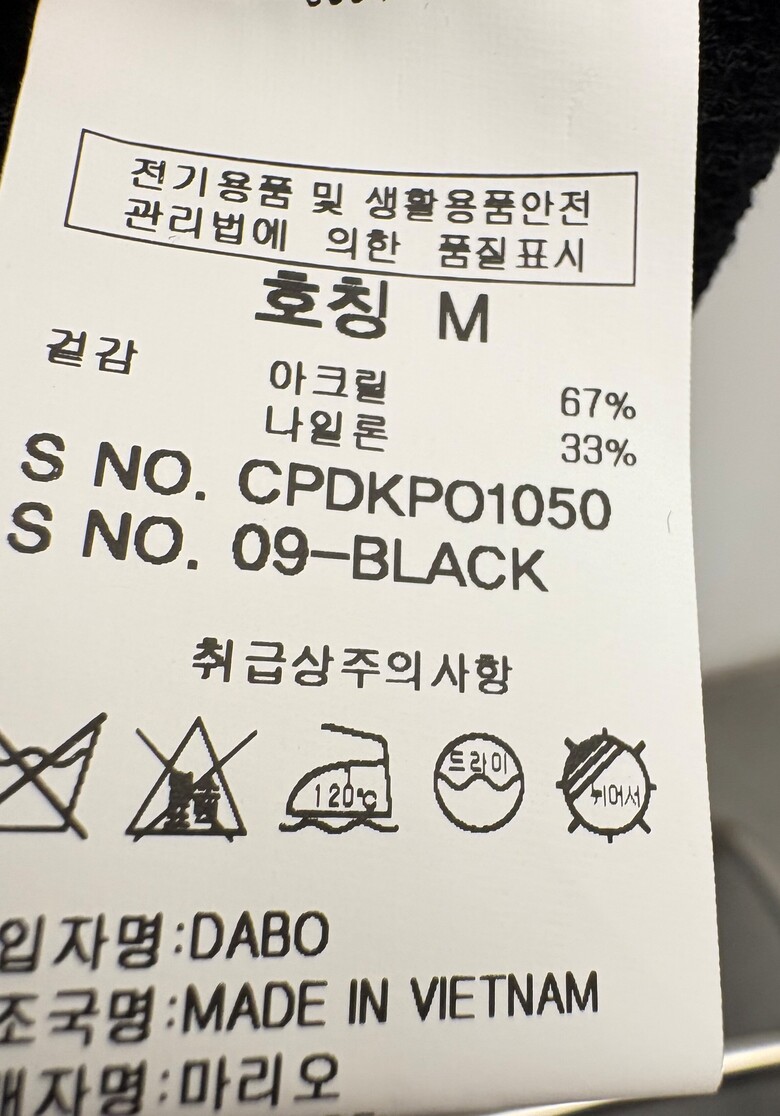 전기용품 및 생활용품안전
관리법에 의한 품질표시
호칭 M
겉감 아크릴 67%
나일론 33%
S NO. CPDKPO1050
S NO. 09-BLACK
취급상주의사항
120℃ 드라이 뉘어서
입자명:DABO
조국명:MADE IN VIETNAM
매자명:마리오